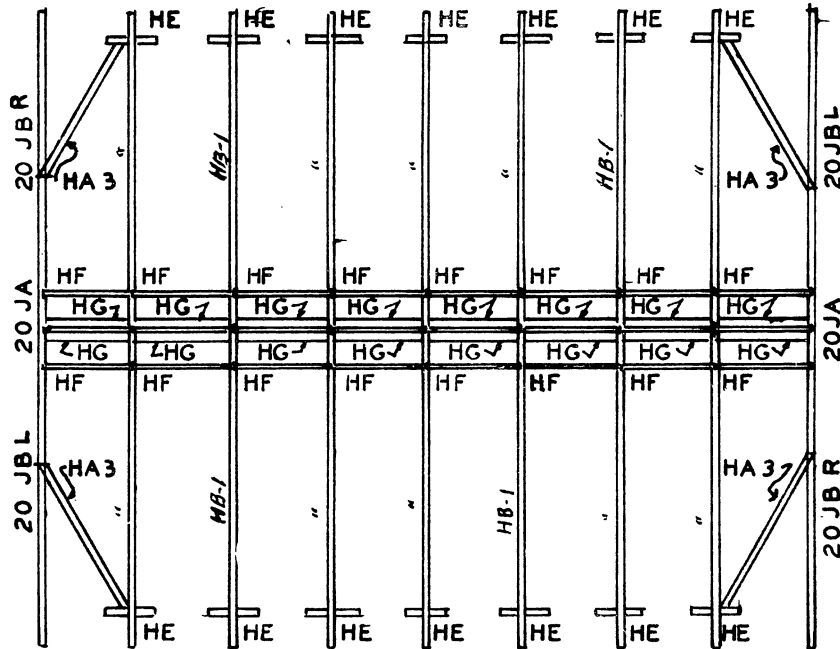 HE HE HE HE HE HE HE
20 JBR " HB-1 " " " HB-1 " 20 JBL
HA 3 HA 3
HF HF HF HF HF HF HF HF
20 JA HG HG HG HG HG HG HG HG 20 JA
HG HG HG HG HG HG HG HG
HF HF HF HF HF HF HF HF
HA 3 HA 3
20 JBL " HB-1 " " HB-1 " " 20 JBR
HE HE HE HE HE HE HE